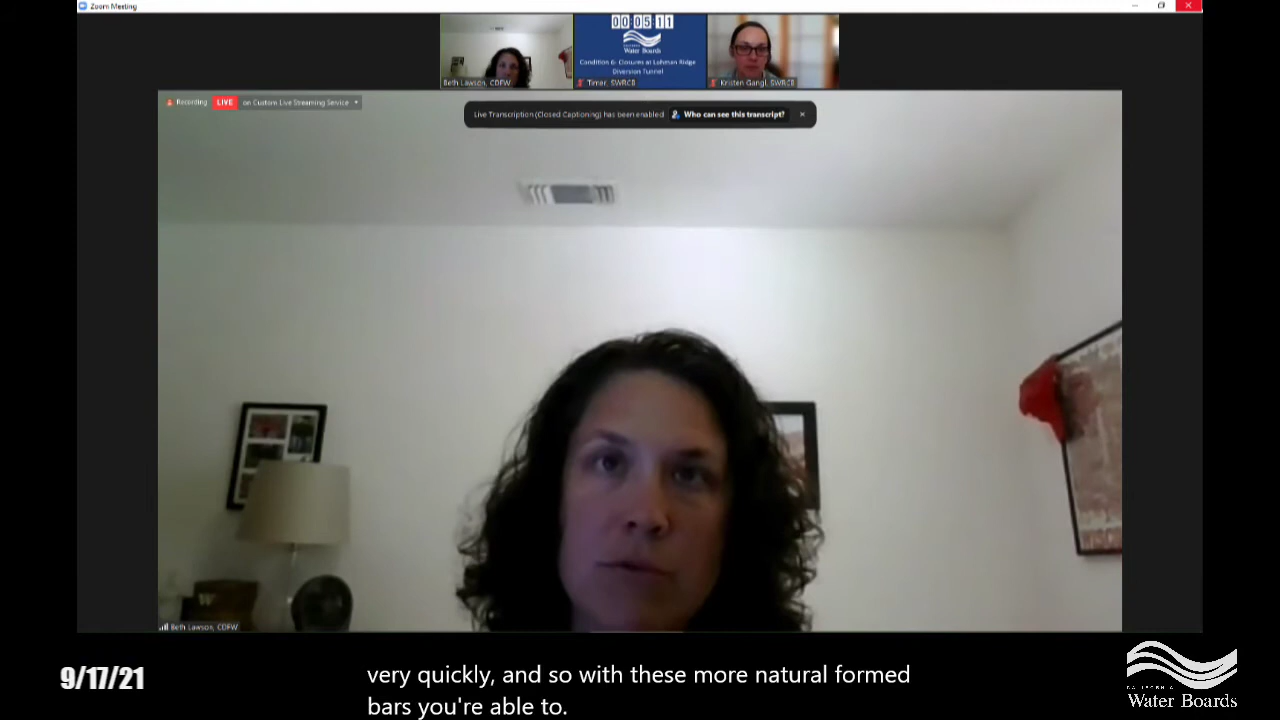 Zoom Meeting
00:05:11
Water Boards
Condition 6: Closures at Lohman Ridge
Diversion Tunnel
Beth Lawson, CDFW
Timer, SWRCB
Kristen Gangl, SWRCB
Recording
LIVE
on Custom Live Streaming Service
Live Transcription (Closed Captioning) has been enabled
Who can see this transcript?
W
Beth Lawson, CDFW
9/17/21
very quickly, and so with these more natural formed
bars you're able to.
CALIFORNIA
Water Boards